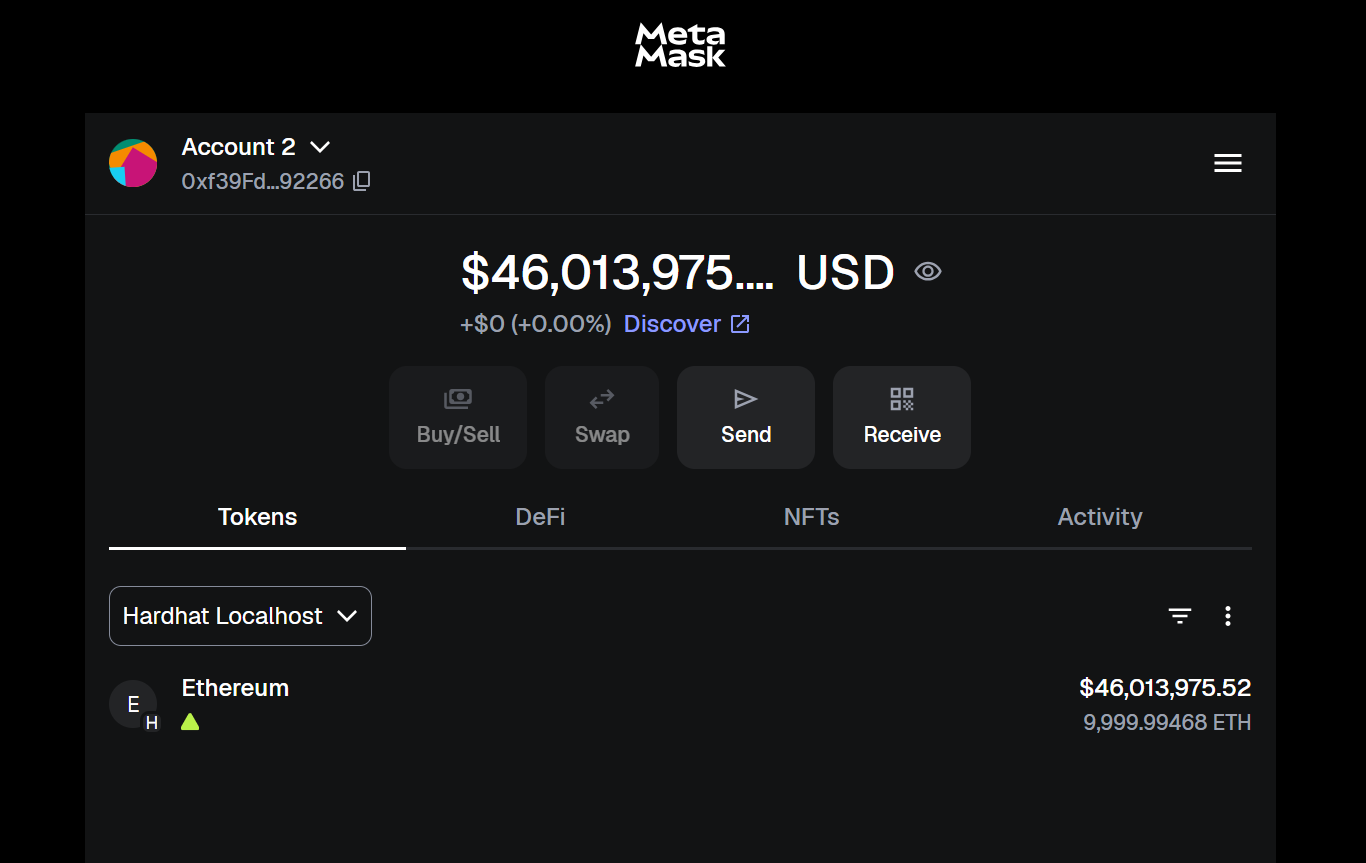 Meta
Mask
Account 2
0xf39Fd...92266
$46,013,975.... USD
+$0 (+0.00%) Discover
Buy/Sell
Swap
Send
Receive
Tokens
DeFi
NFTs
Activity
Hardhat Localhost
E
H
Ethereum
$46,013,975.52
9,999.99468 ETH